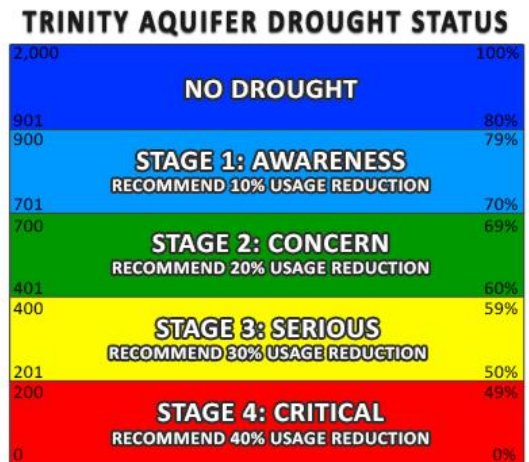 TRINITY AQUIFER DROUGHT STATUS
2,000 100%
NO DROUGHT
901 80%
900 79%
STAGE 1: AWARENESS
RECOMMEND 10% USAGE REDUCTION
701 70%
700 69%
STAGE 2: CONCERN
RECOMMEND 20% USAGE REDUCTION
401 60%
400 59%
STAGE 3: SERIOUS
RECOMMEND 30% USAGE REDUCTION
201 50%
200 49%
STAGE 4: CRITICAL
RECOMMEND 40% USAGE REDUCTION
0 0%